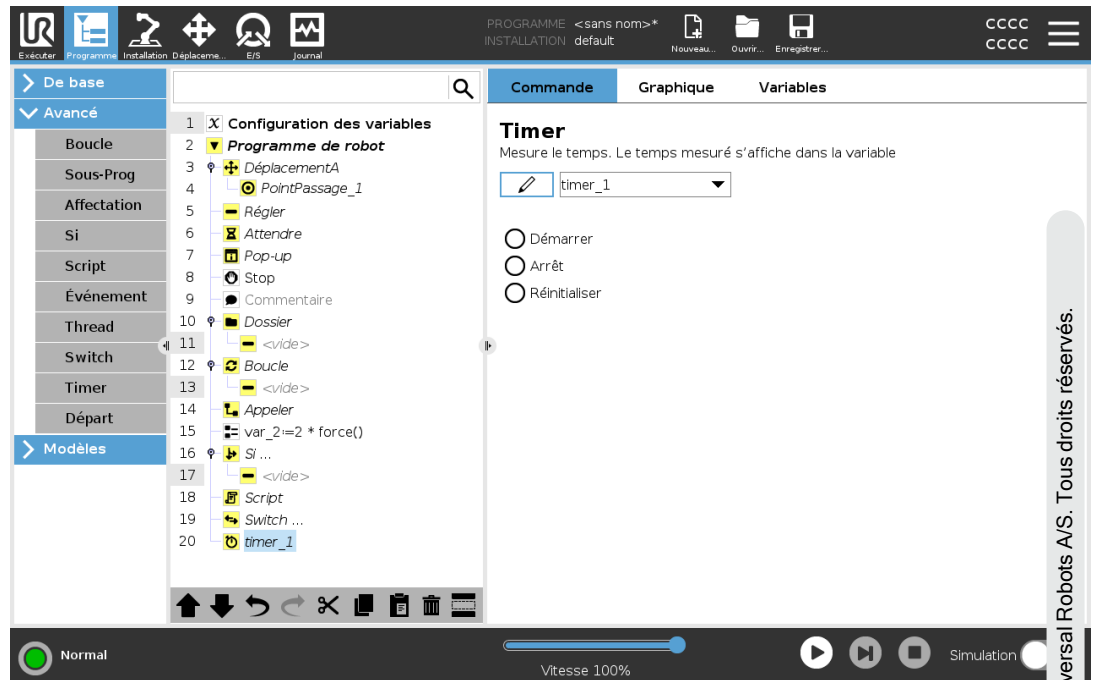 PROGRAMME <sans nom>*
INSTALLATION default
CCCC
CCCC
UR
Exécuter
Programme
Installation
Déplaceme...
E/S
Journal
Nouveau...
Ouvrir...
Enregistrer...
De base
Avancé
Boucle
Sous-Prog
Affectation
Si
Script
Événement
Thread
Switch
Timer
Départ
Modèles
1 X Configuration des variables
2 Programme de robot
3 DéplacementA
4 PointPassage_1
5 Régler
6 Attendre
7 Pop-up
8 Stop
9 Commentaire
10 Dossier
11 <vide>
12 Boucle
13 <vide>
14 Appeler
15 var_2≔2 * force()
16 Si ...
17 <vide>
18 Script
19 Switch ...
20 timer_1
Commande
Graphique
Variables
Timer
Mesure le temps. Le temps mesuré s’affiche dans la variable
timer_1
Démarrer
Arrêt
Réinitialiser
versal Robots A/S. Tous droits réservés.
Normal
Vitesse 100%
Simulation